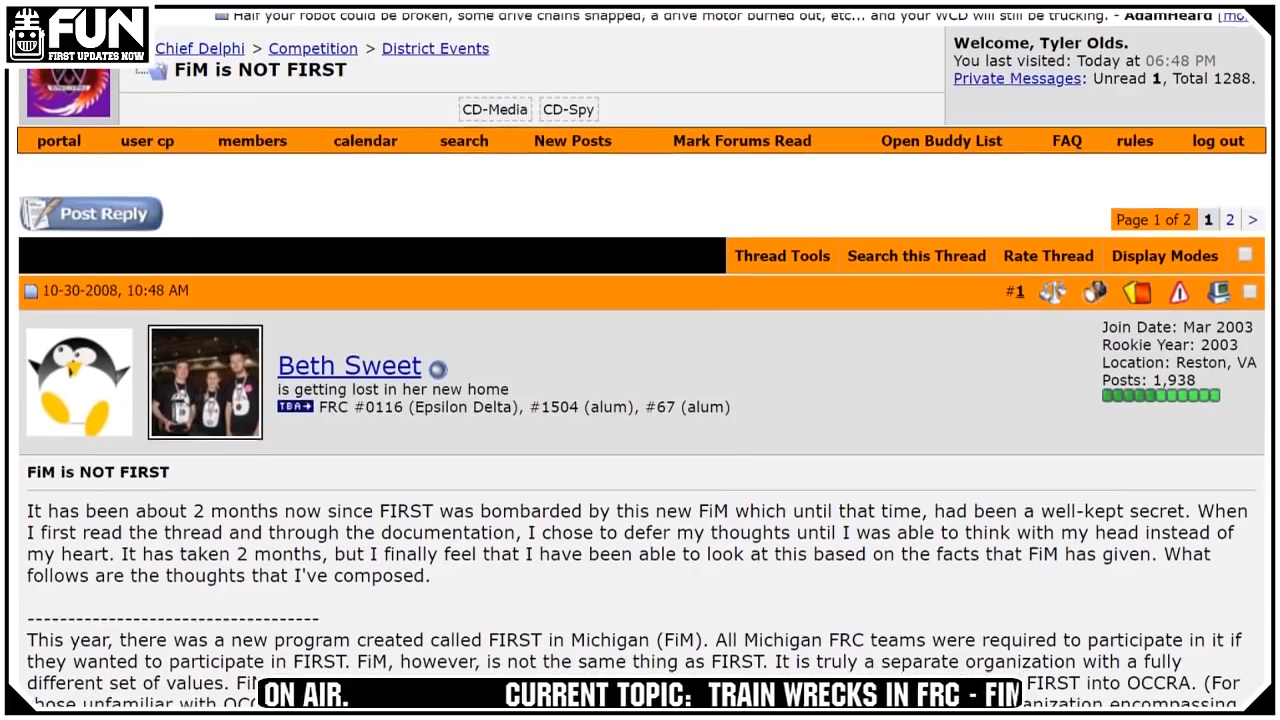 Half your robot could be broken, some drive chains snapped, a drive motor burned out, etc... and your WCD will still be trucking. - AdamHeard [mo
FUN
FIRST UPDATES NOW
Chief Delphi > Competition > District Events
FiM is NOT FIRST
Welcome, Tyler Olds.
You last visited: Today at 06:48 PM
Private Messages: Unread 1, Total 1288.
CD-Media CD-Spy
portal user cp members calendar search New Posts Mark Forums Read Open Buddy List FAQ rules log out
Post Reply
Page 1 of 2 1 2 >
Thread Tools Search this Thread Rate Thread Display Modes
10-30-2008, 10:48 AM
#1
Beth Sweet
is getting lost in her new home
TBA→ FRC #0116 (Epsilon Delta), #1504 (alum), #67 (alum)
Join Date: Mar 2003
Rookie Year: 2003
Location: Reston, VA
Posts: 1,938
FiM is NOT FIRST
It has been about 2 months now since FIRST was bombarded by this new FiM which until that time, had been a well-kept secret. When
I first read the thread and through the documentation, I chose to defer my thoughts until I was able to think with my head instead of
my heart. It has taken 2 months, but I finally feel that I have been able to look at this based on the facts that FiM has given. What
follows are the thoughts that I've composed.
------------------------------------
This year, there was a new program created called FIRST in Michigan (FiM). All Michigan FRC teams were required to participate in it if
they wanted to participate in FIRST. FiM, however, is not the same thing as FIRST. It is truly a separate organization with a fully
different set of values. FiM FIRST into OCCRA. (For
those unfamiliar with OCC anization encompassing
ON AIR. CURRENT TOPIC: TRAIN WRECKS IN FRC - FIM